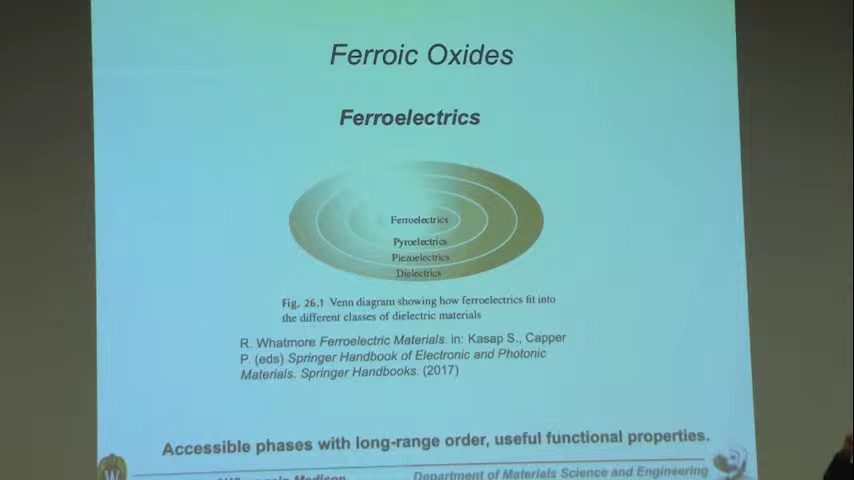 Ferroic Oxides
Ferroelectrics
Ferroelectrics
Pyroelectrics
Piezoelectrics
Dielectrics
Fig. 26.1 Venn diagram showing how ferroelectrics fit into
the different classes of dielectric materials
R. Whatmore Ferroelectric Materials. in: Kasap S., Capper
P. (eds) Springer Handbook of Electronic and Photonic
Materials. Springer Handbooks. (2017)
Accessible phases with long-range order, useful functional properties.
W
Madison
Department of Materials Science and Engineering